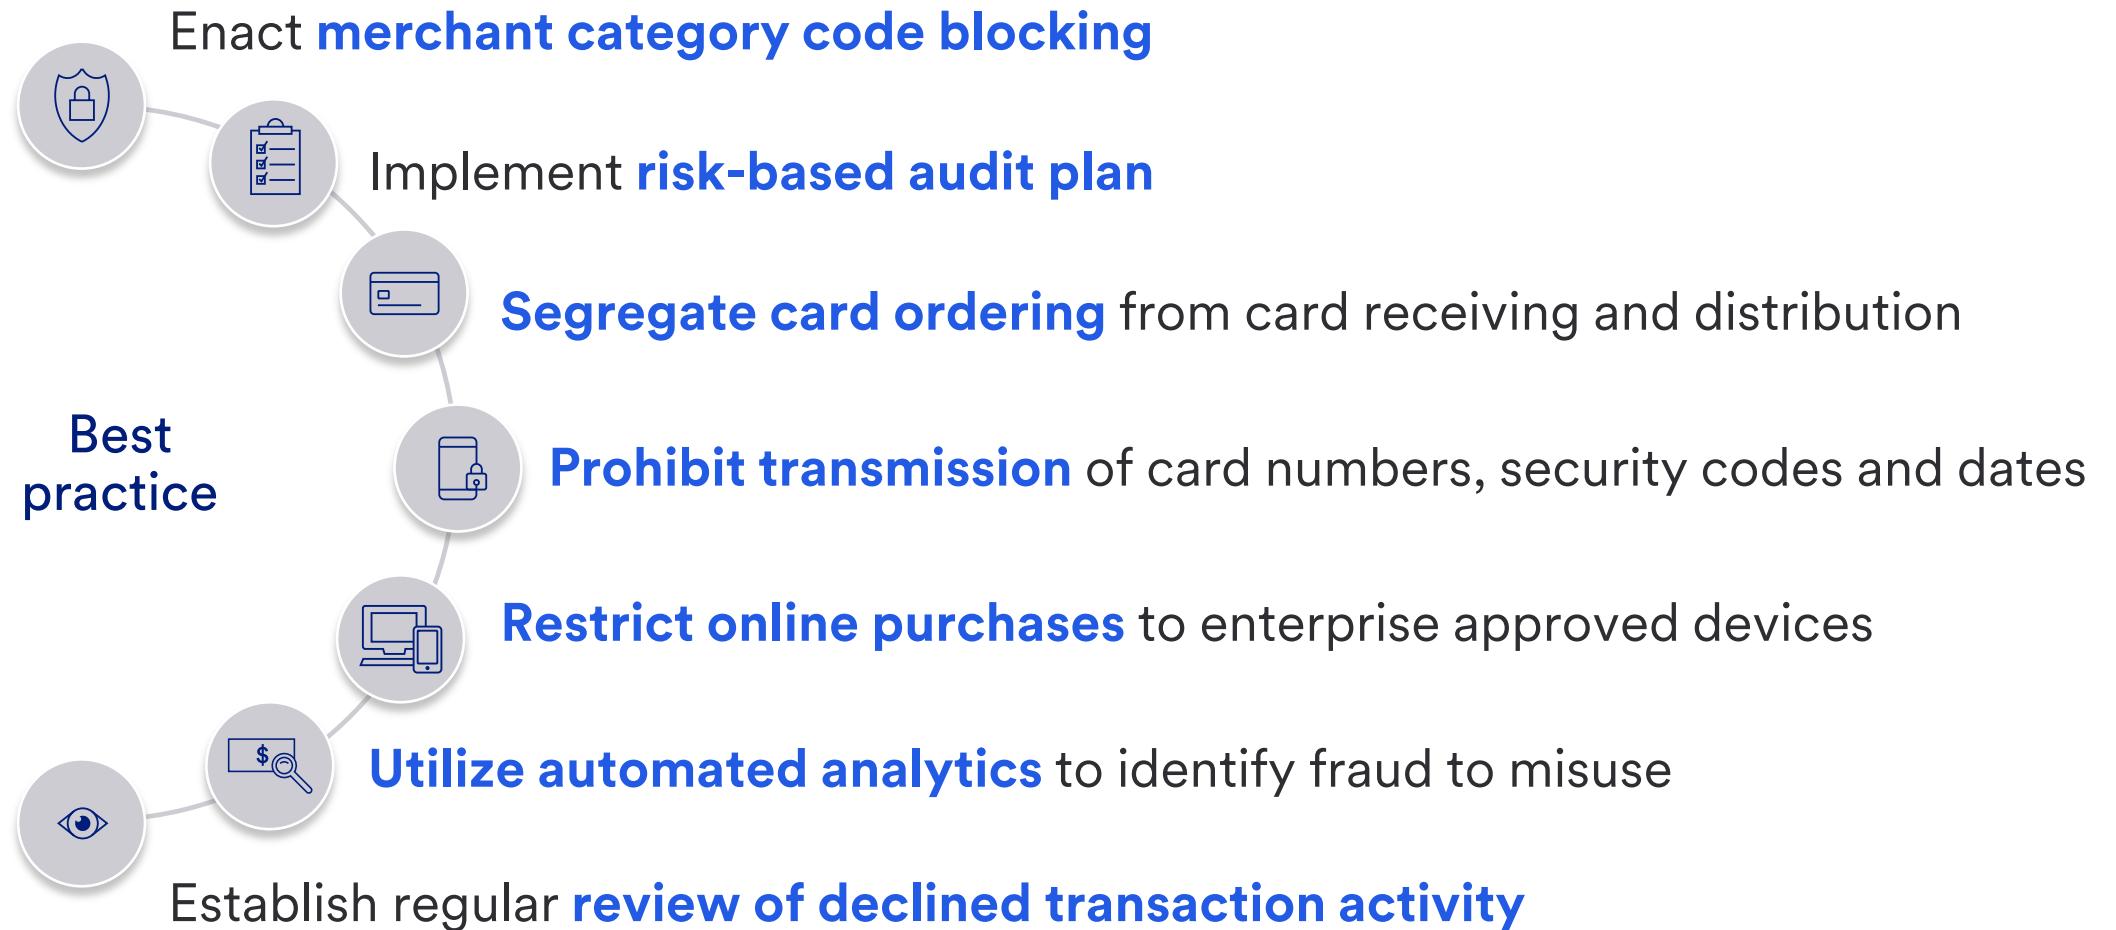 Enact merchant category code blocking
Implement risk-based audit plan
Segregate card ordering from card receiving and distribution
Best
practice
Prohibit transmission of card numbers, security codes and dates
Restrict online purchases to enterprise approved devices
$
Utilize automated analytics to identify fraud to misuse
Establish regular review of declined transaction activity